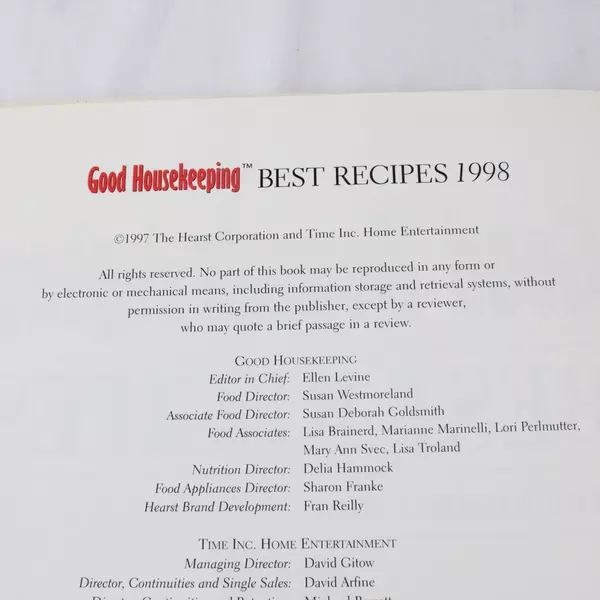 Good Housekeeping™ BEST RECIPES 1998
©1997 The Hearst Corporation and Time Inc. Home Entertainment
All rights reserved. No part of this book may be reproduced in any form or
by electronic or mechanical means, including information storage and retrieval systems, without
permission in writing from the publisher, except by a reviewer,
who may quote a brief passage in a review.
GOOD HOUSEKEEPING
Editor in Chief: Ellen Levine
Food Director: Susan Westmoreland
Associate Food Director: Susan Deborah Goldsmith
Food Associates: Lisa Brainerd, Marianne Marinelli, Lori Perlmutter,
Mary Ann Svec, Lisa Troland
Nutrition Director: Delia Hammock
Food Appliances Director: Sharon Franke
Hearst Brand Development: Fran Reilly
TIME INC. HOME ENTERTAINMENT
Managing Director: David Gitow
Director, Continuities and Single Sales: David Arfine